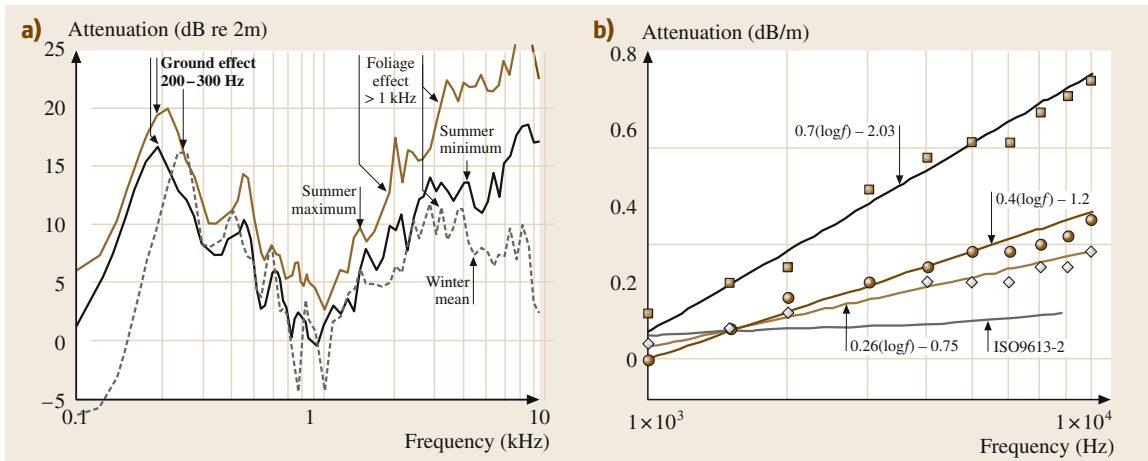 a) Attenuation (dB re 2m)
25
20
15
10
5
0
−5
0.1
1
10
Frequency (kHz)
Ground effect
200–300 Hz
Foliage
effect
> 1 kHz
Summer
minimum
Summer
maximum
Winter
mean
b) Attenuation (dB/m)
0.8
0.6
0.4
0.2
0
1×10³
1×10⁴
Frequency (Hz)
0.7(logf) – 2.03
0.4(logf) – 1.2
0.26(logf) – 0.75
ISO9613-2